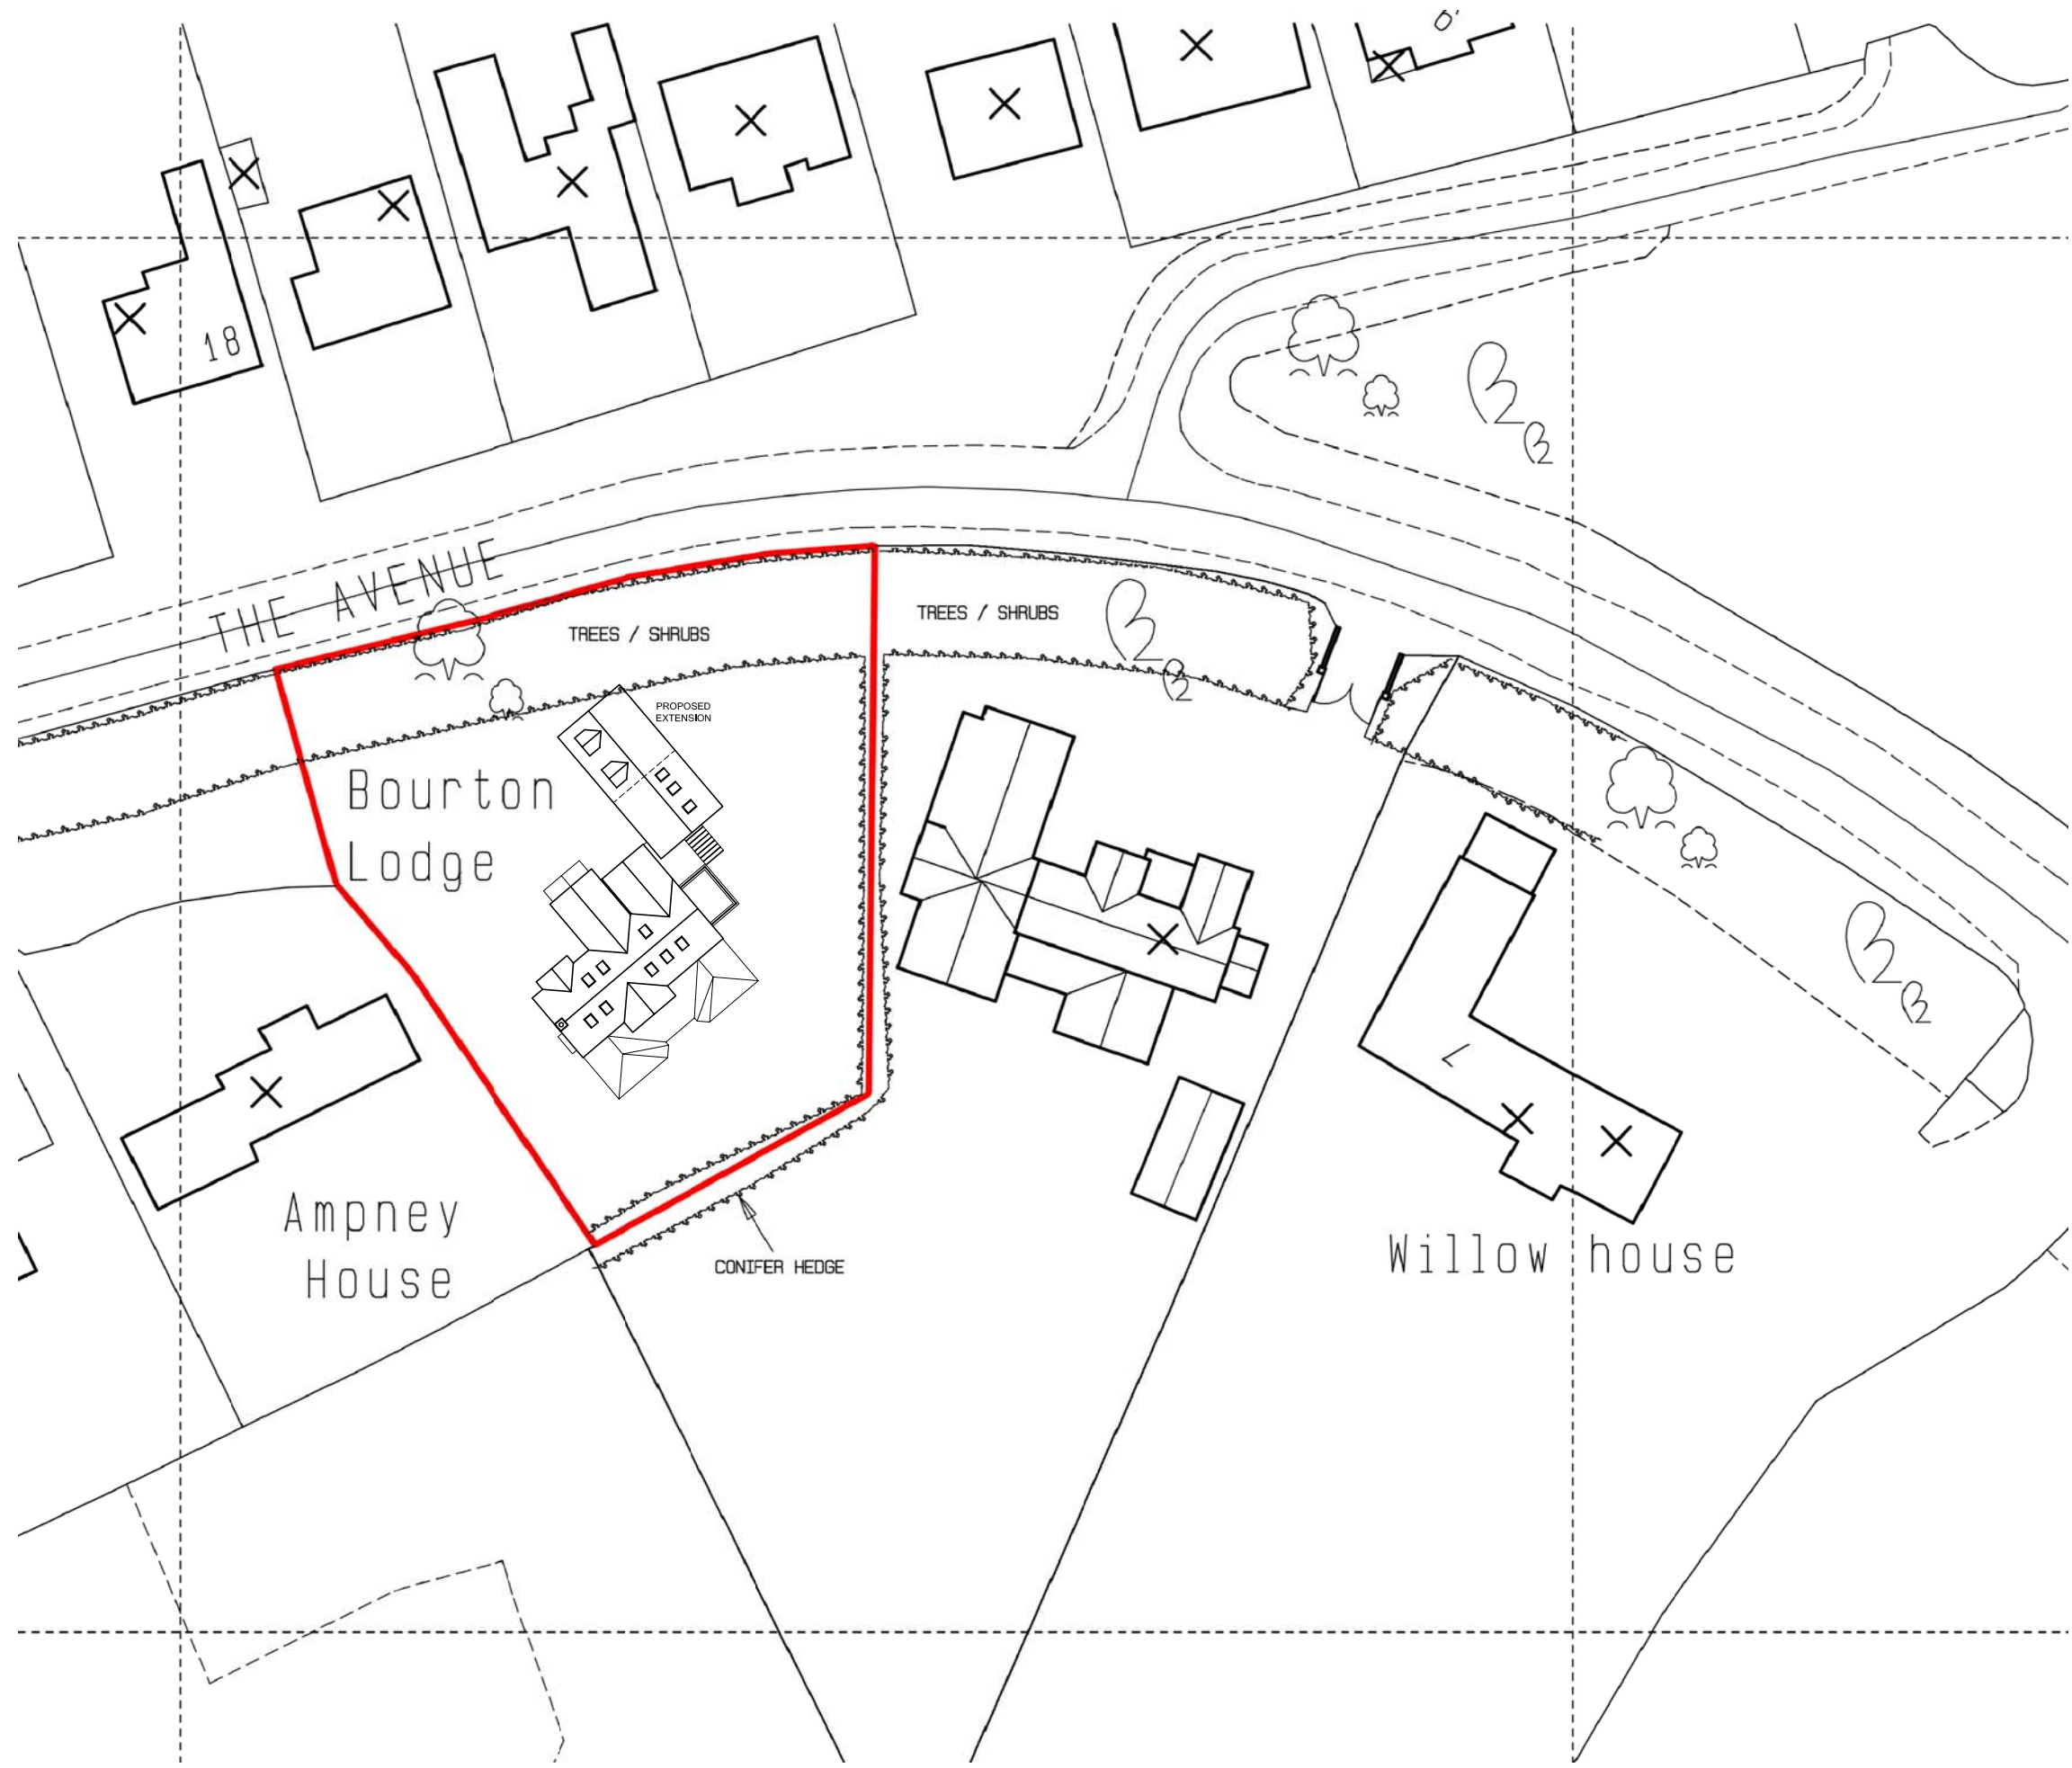 18
THE AVENUE
TREES / SHRUBS
TREES / SHRUBS
PROPOSED
EXTENSION
Bourton
Lodge
Ampney
House
CONIFER HEDGE
Willow house